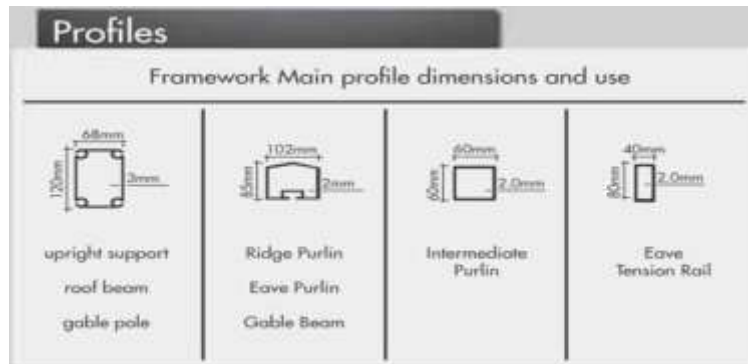 Profiles
Framework Main profile dimensions and use
68mm
120mm
3mm
upright support
roof beam
gable pole
102mm
65mm
2mm
Ridge Purlin
Eave Purlin
Gable Beam
60mm
60mm
2.0mm
Intermediate
Purlin
40mm
80mm
2.0mm
Eave
Tension Rail